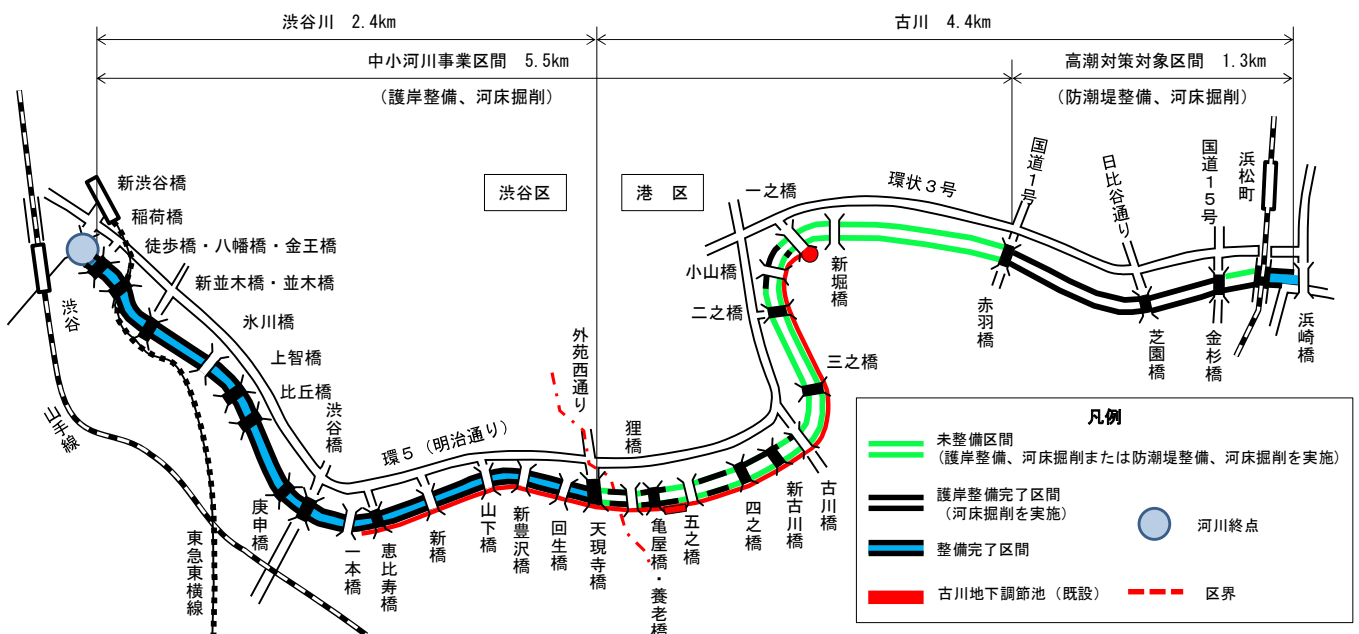 渋谷川 2.4km
古川 4.4km
中小河川事業区間 5.5km
高潮対策対象区間 1.3km
(護岸整備、河床掘削)
(防潮堤整備、河床掘削)
新渋谷橋
稲荷橋
徒歩橋・八幡橋・金王橋
新並木橋・並木橋
氷川橋
上智橋
比丘橋
渋谷橋
渋谷
山手線
東急東横線
庚申橋
一本橋
恵比寿橋
新橋
山下橋
新豊沢橋
回生橋
天現寺橋
亀屋橋・養老橋
五之橋
四之橋
新古川橋
古川橋
環5(明治通り)
外苑西通り
狸橋
渋谷区
港 区
一之橋
小山橋
二之橋
三之橋
新堀橋
環状3号
国道1号
赤羽橋
日比谷通り
芝園橋
国道15号
金杉橋
浜松町
浜崎橋
凡例
未整備区間
(護岸整備、河床掘削または防潮堤整備、河床掘削を実施)
護岸整備完了区間
(河床掘削を実施)
整備完了区間
古川地下調節池(既設)
河川終点
区界